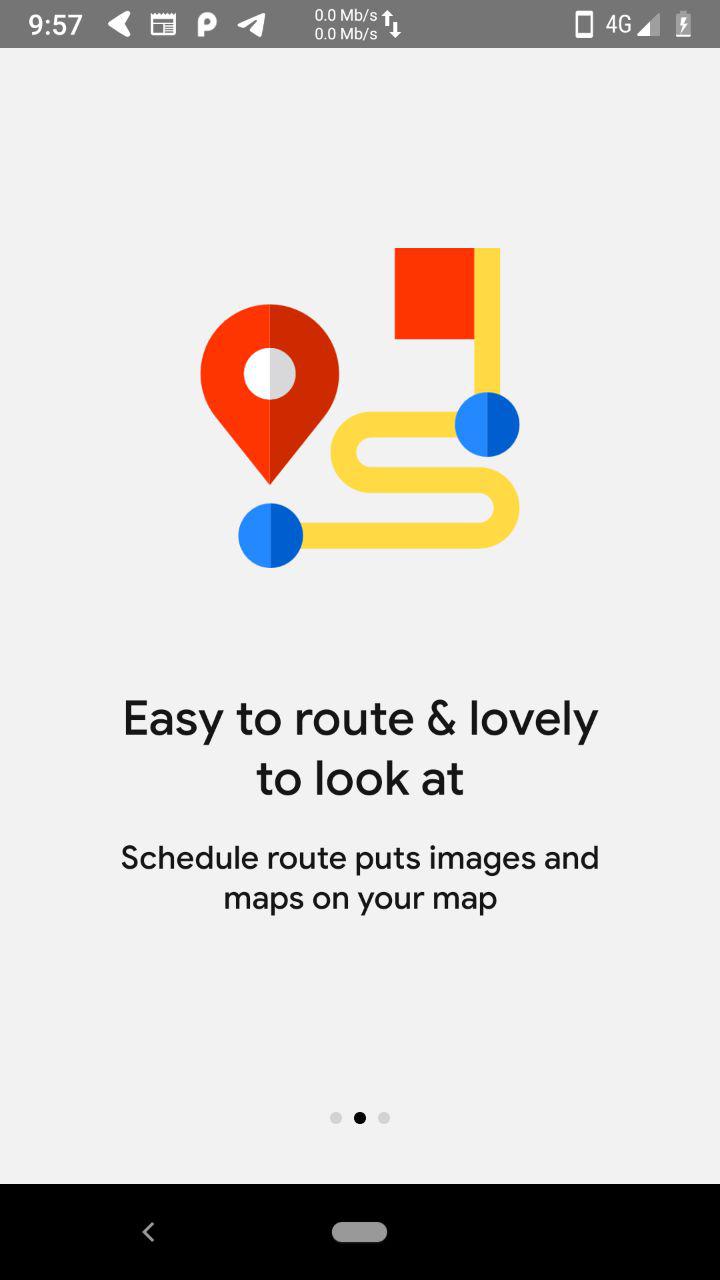 9:57
0.0 Mb/s
0.0 Mb/s
4G
Easy to route & lovely
to look at
Schedule route puts images and
maps on your map